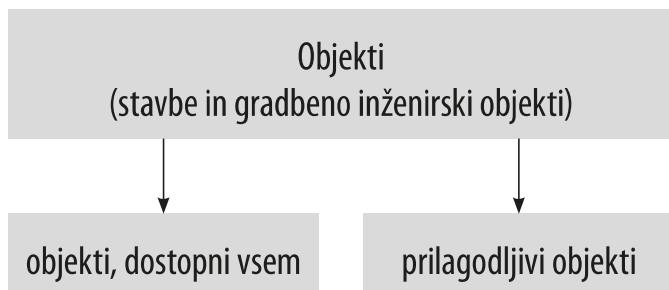 Objekti
(stavbe in gradbeno inženirski objekti)
objekti, dostopni vsem
prilagodljivi objekti